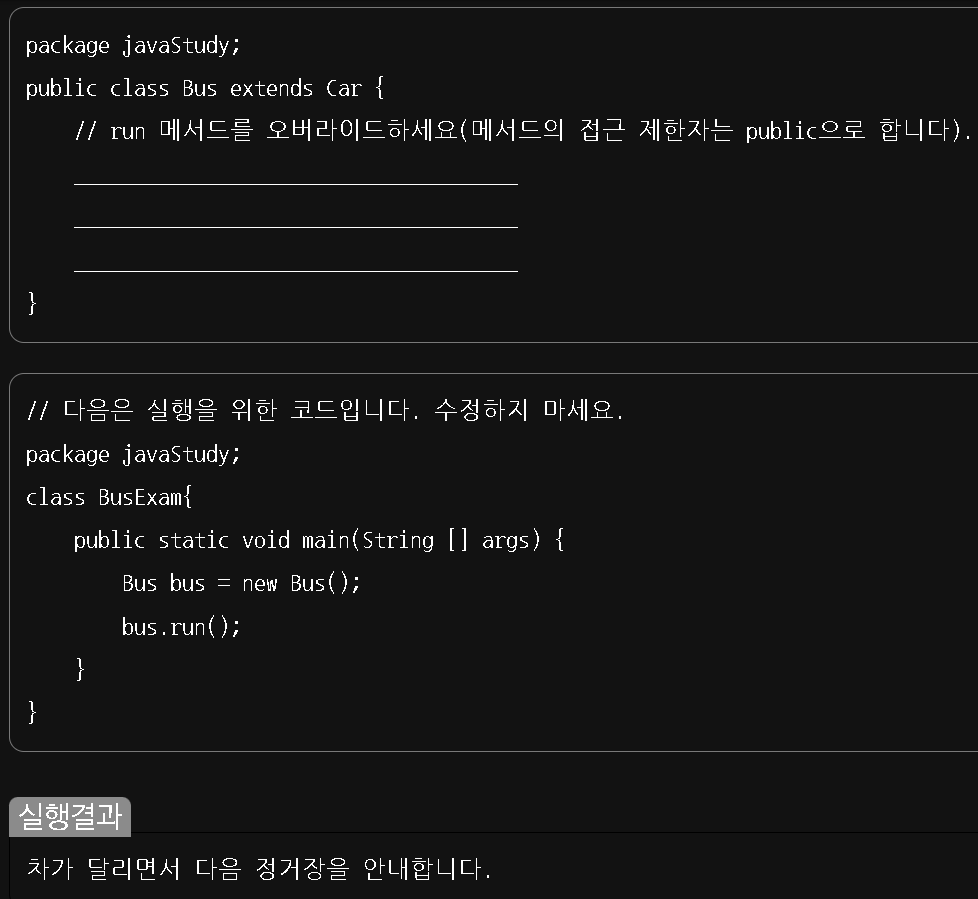 package javaStudy;
public class Bus extends Car {
// run 메서드를 오버라이드하세요(메서드의 접근 제한자는 public으로 합니다).
}
// 다음은 실행을 위한 코드입니다. 수정하지 마세요.
package javaStudy;
class BusExam{
public static void main(String [] args) {
Bus bus = new Bus();
bus.run();
}
}
실행결과
차가 달리면서 다음 정거장을 안내합니다.